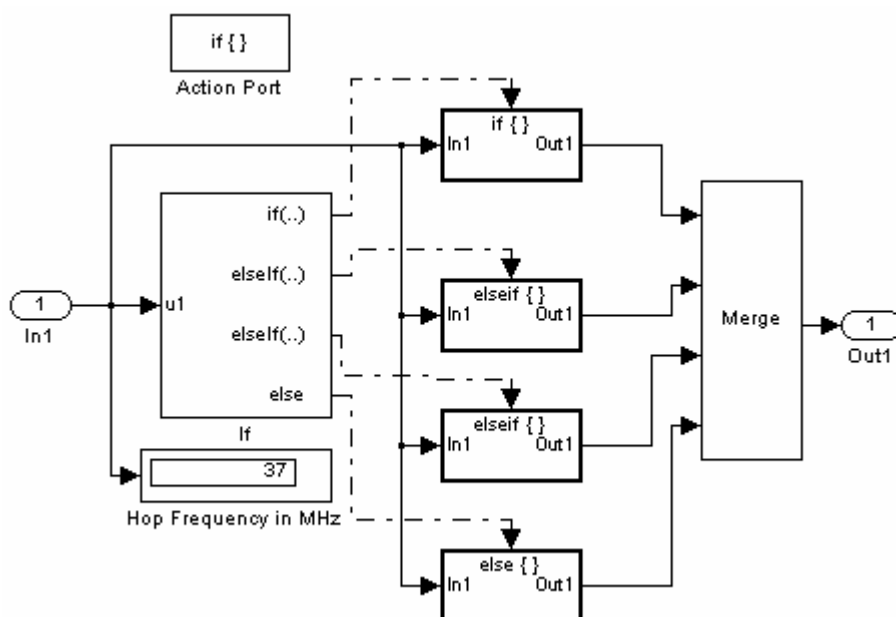 if { }
Action Port
if { }
In1 Out1
if(..)
elseIf(..)
elseif { }
In1 Out1
1
In1
u1
elseIf(..)
Merge
1
Out1
else
elseif { }
In1 Out1
If
37
Hop Frequency in MHz
else { }
In1 Out1